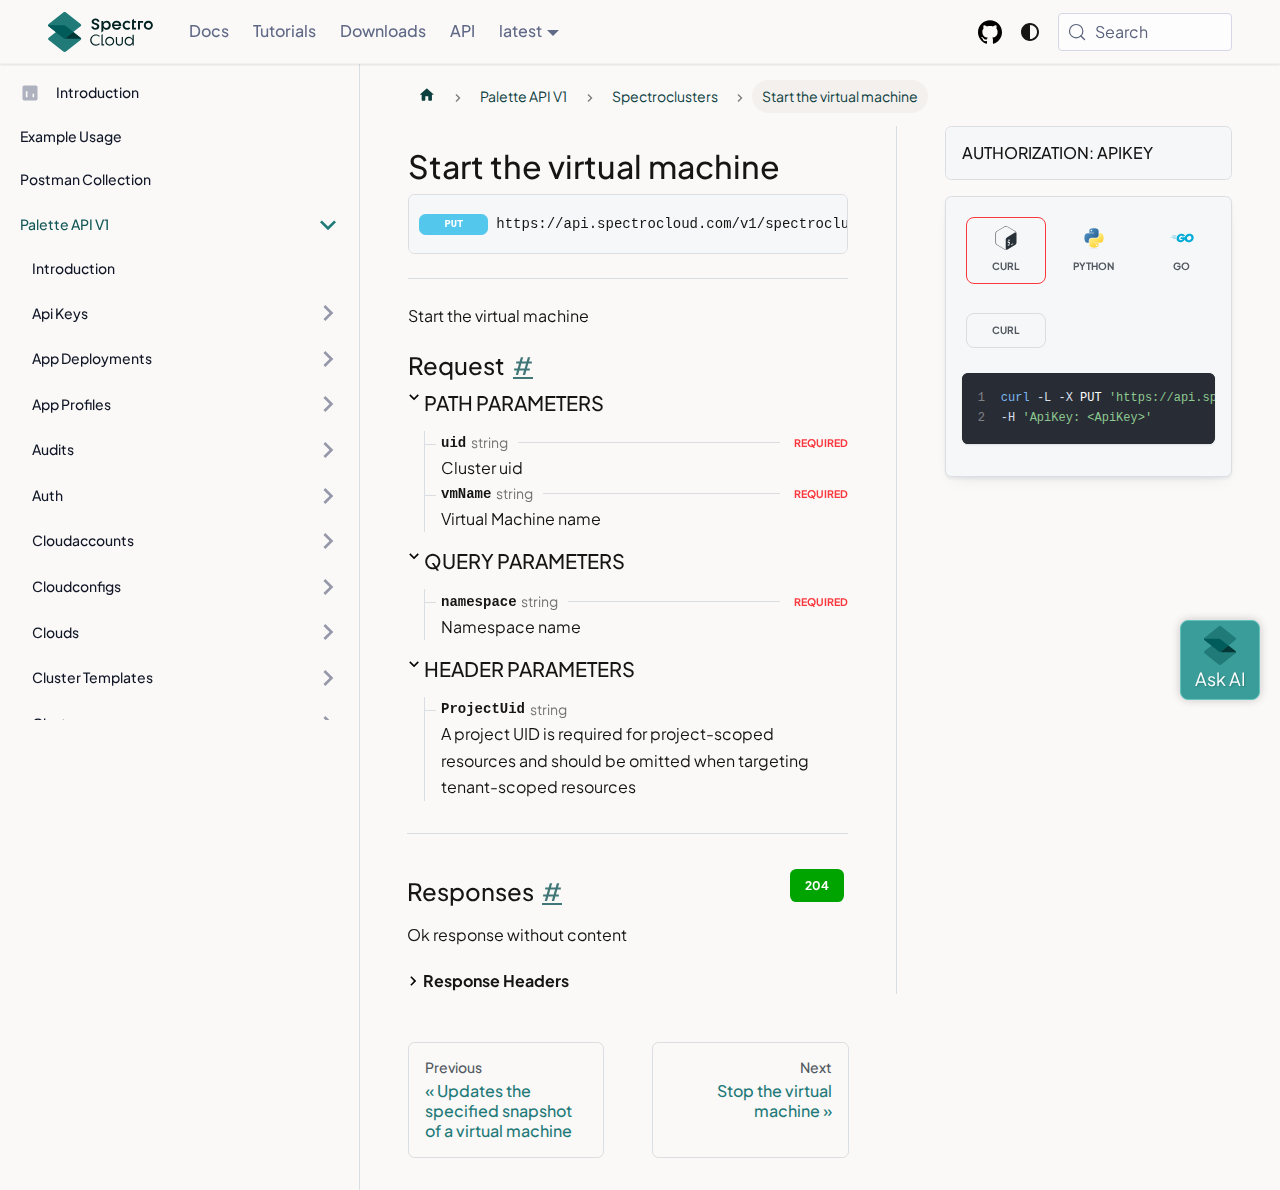 Spectro
Cloud
Docs
Tutorials
Downloads
API
latest
Search
Introduction
Example Usage
Postman Collection
Palette API V1
Introduction
Api Keys
App Deployments
App Profiles
Audits
Auth
Cloudaccounts
Cloudconfigs
Clouds
Cluster Templates
Palette API V1
Spectroclusters
Start the virtual machine
Start the virtual machine
PUT https://api.spectrocloud.com/v1/spectroclu
Start the virtual machine
Request #
PATH PARAMETERS
uid string REQUIRED
Cluster uid
vmName string REQUIRED
Virtual Machine name
QUERY PARAMETERS
namespace string REQUIRED
Namespace name
HEADER PARAMETERS
ProjectUid string
A project UID is required for project-scoped
resources and should be omitted when targeting
tenant-scoped resources
Responses #
204
Ok response without content
Response Headers
Previous
« Updates the
specified snapshot
of a virtual machine
Next
Stop the virtual
machine »
AUTHORIZATION: APIKEY
CURL
PYTHON
GO
CURL
1 curl -L -X PUT 'https://api.sp
2 -H 'ApiKey: <ApiKey>'
Ask AI